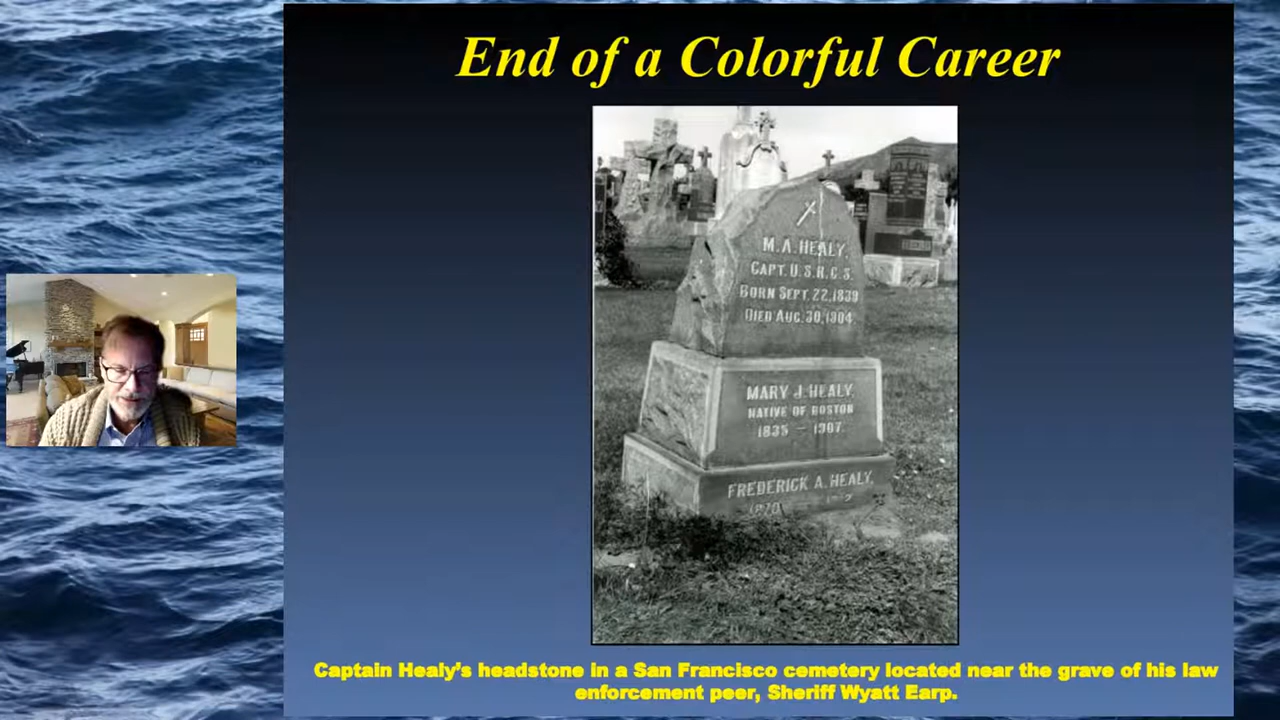 End of a Colorful Career
M. A. HEALY,
CAPT. U. S. R. C. S.
BORN SEPT. 22, 1839
DIED AUG. 30, 1904
MARY J. HEALY,
NATIVE OF BOSTON
1835 — 1907.
FREDERICK A. HEALY,
1870
Captain Healy's headstone in a San Francisco cemetery located near the grave of his law
enforcement peer, Sheriff Wyatt Earp.